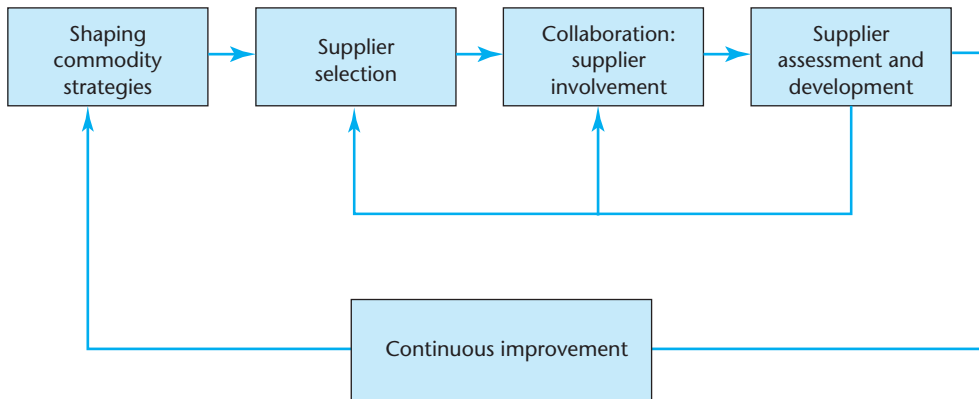 Shaping
commodity
strategies
Supplier
selection
Collaboration:
supplier
involvement
Supplier
assessment and
development
Continuous improvement